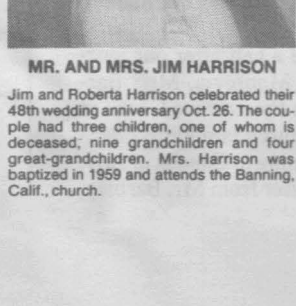 MR. AND MRS. JIM HARRISON
Jim and Roberta Harrison celebrated their
48th wedding anniversary Oct. 26. The cou-
ple had three children, one of whom is
deceased, nine grandchildren and four
great-grandchildren. Mrs. Harrison was
baptized in 1959 and attends the Banning,
Calif., church.